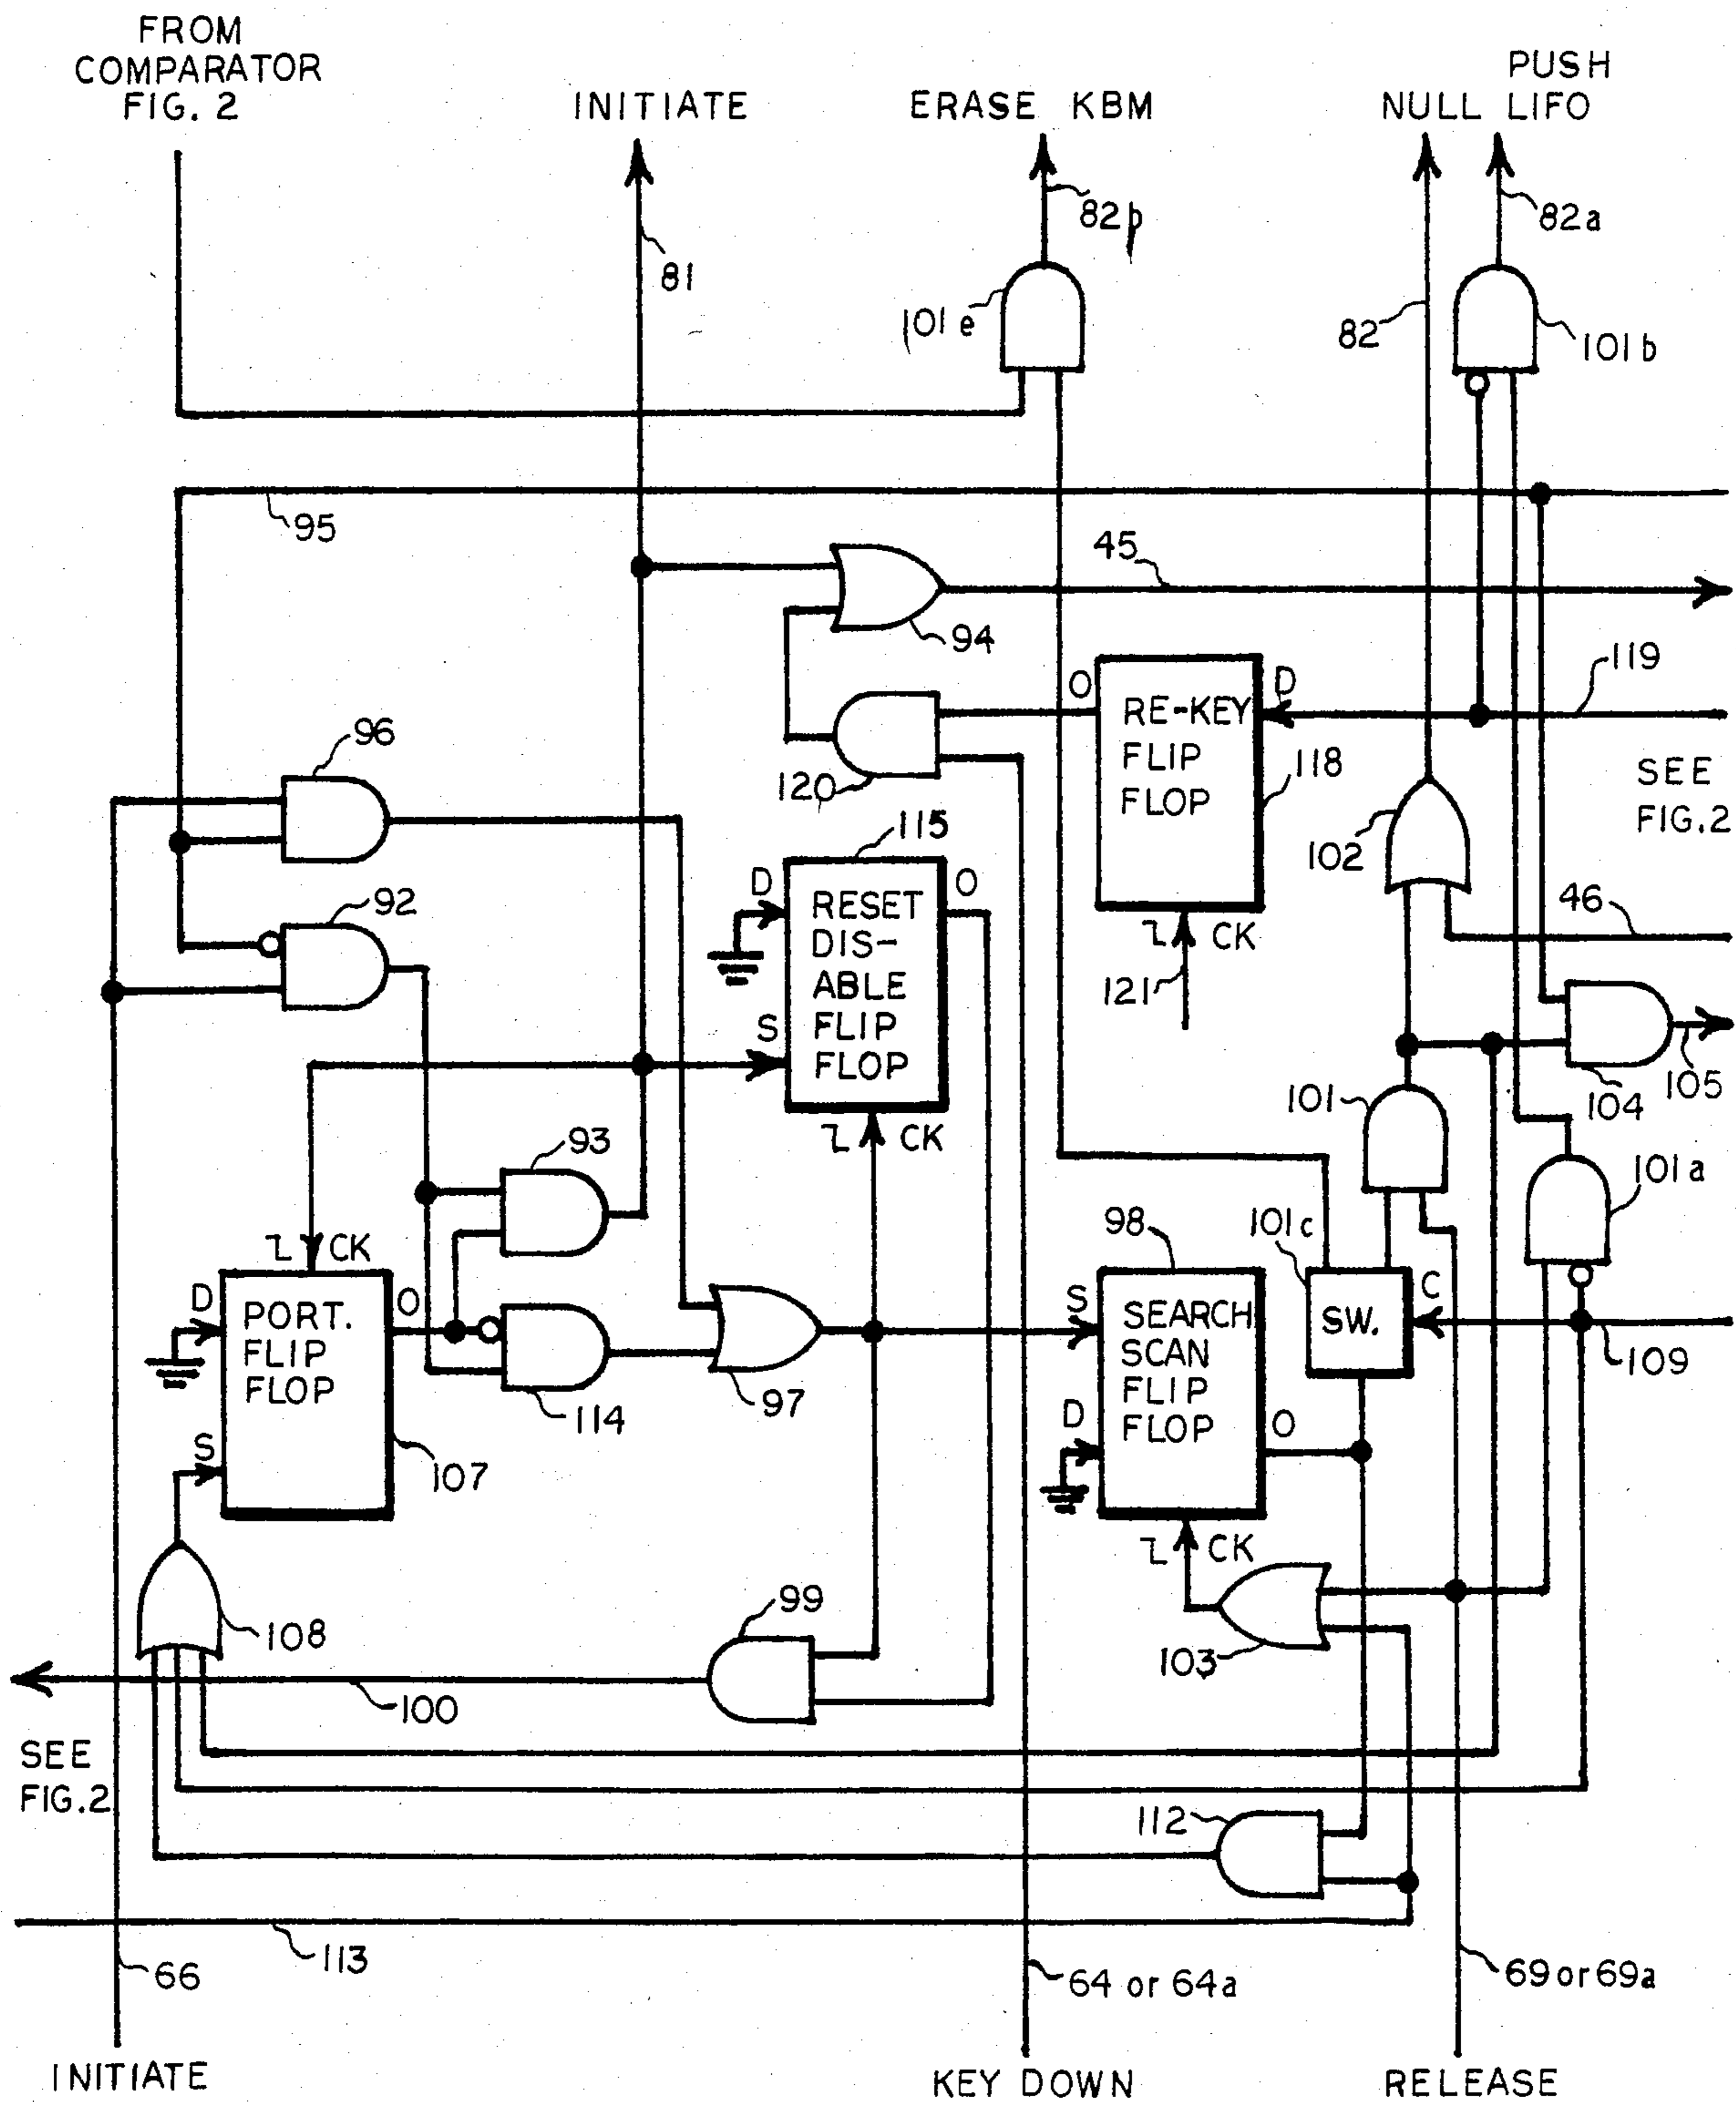 FROM
COMPARATOR
FIG. 2
INITIATE
ERASE KBM
NULL
PUSH
LIFO
81
82b
82a
101e
82
101b
95
45
94
119
O
RE-KEY
FLIP
FLOP
D
118
CK
121
SEE
FIG.2
96
120
115
102
D
RESET
DIS-
ABLE
FLIP
FLOP
O
S
CK
92
46
105
104
101
101a
93
CK
D
PORT.
FLIP
FLOP
O
S
107
114
97
98
S
SEARCH
SCAN
FLIP
FLOP
D
O
CK
101c
SW.
C
109
108
99
103
100
SEE
FIG.2
112
113
66
64 or 64a
69 or 69a
INITIATE
KEY DOWN
RELEASE